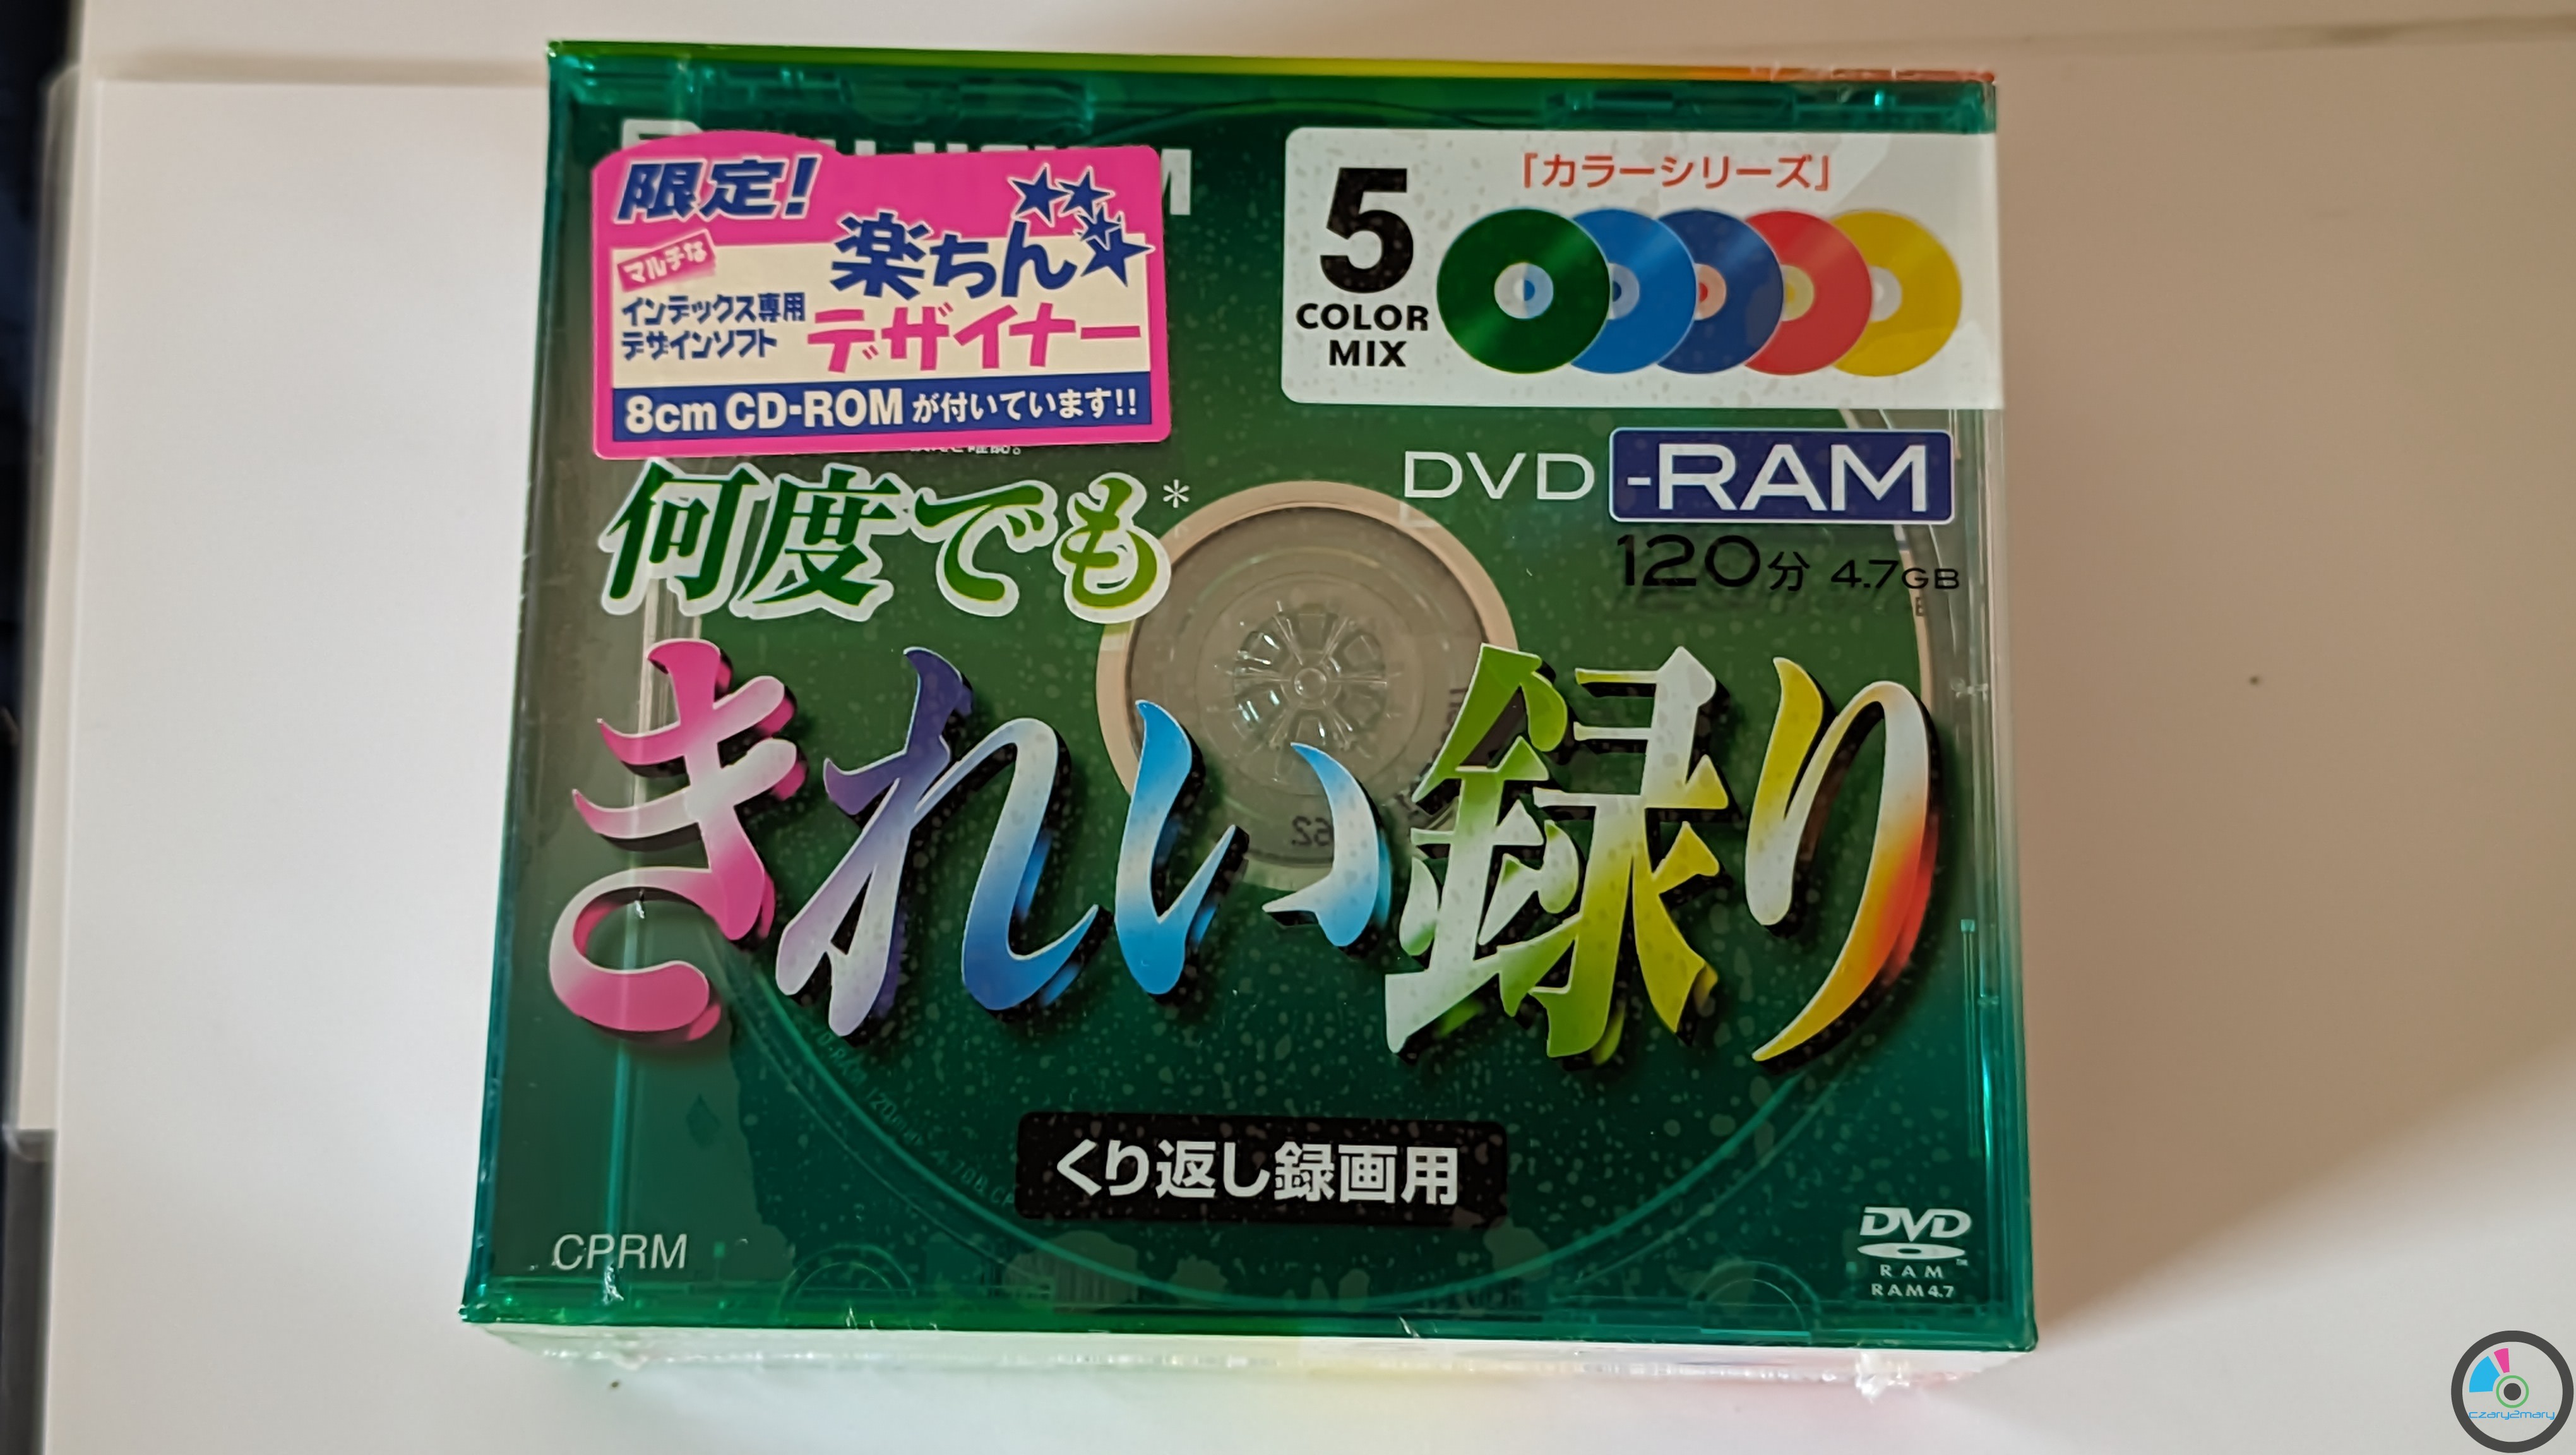 限定!
マルチな
インデックス専用
デザインソフト
楽ちん
デザイナー
8cm CD-ROMが付いています!!
「カラーシリーズ」
5
COLOR
MIX
DVD-RAM
120分 4.7GB
何度でも*
きれい録り
くり返し録画用
CPRM
DVD
RAM
RAM4.7
czary2mary